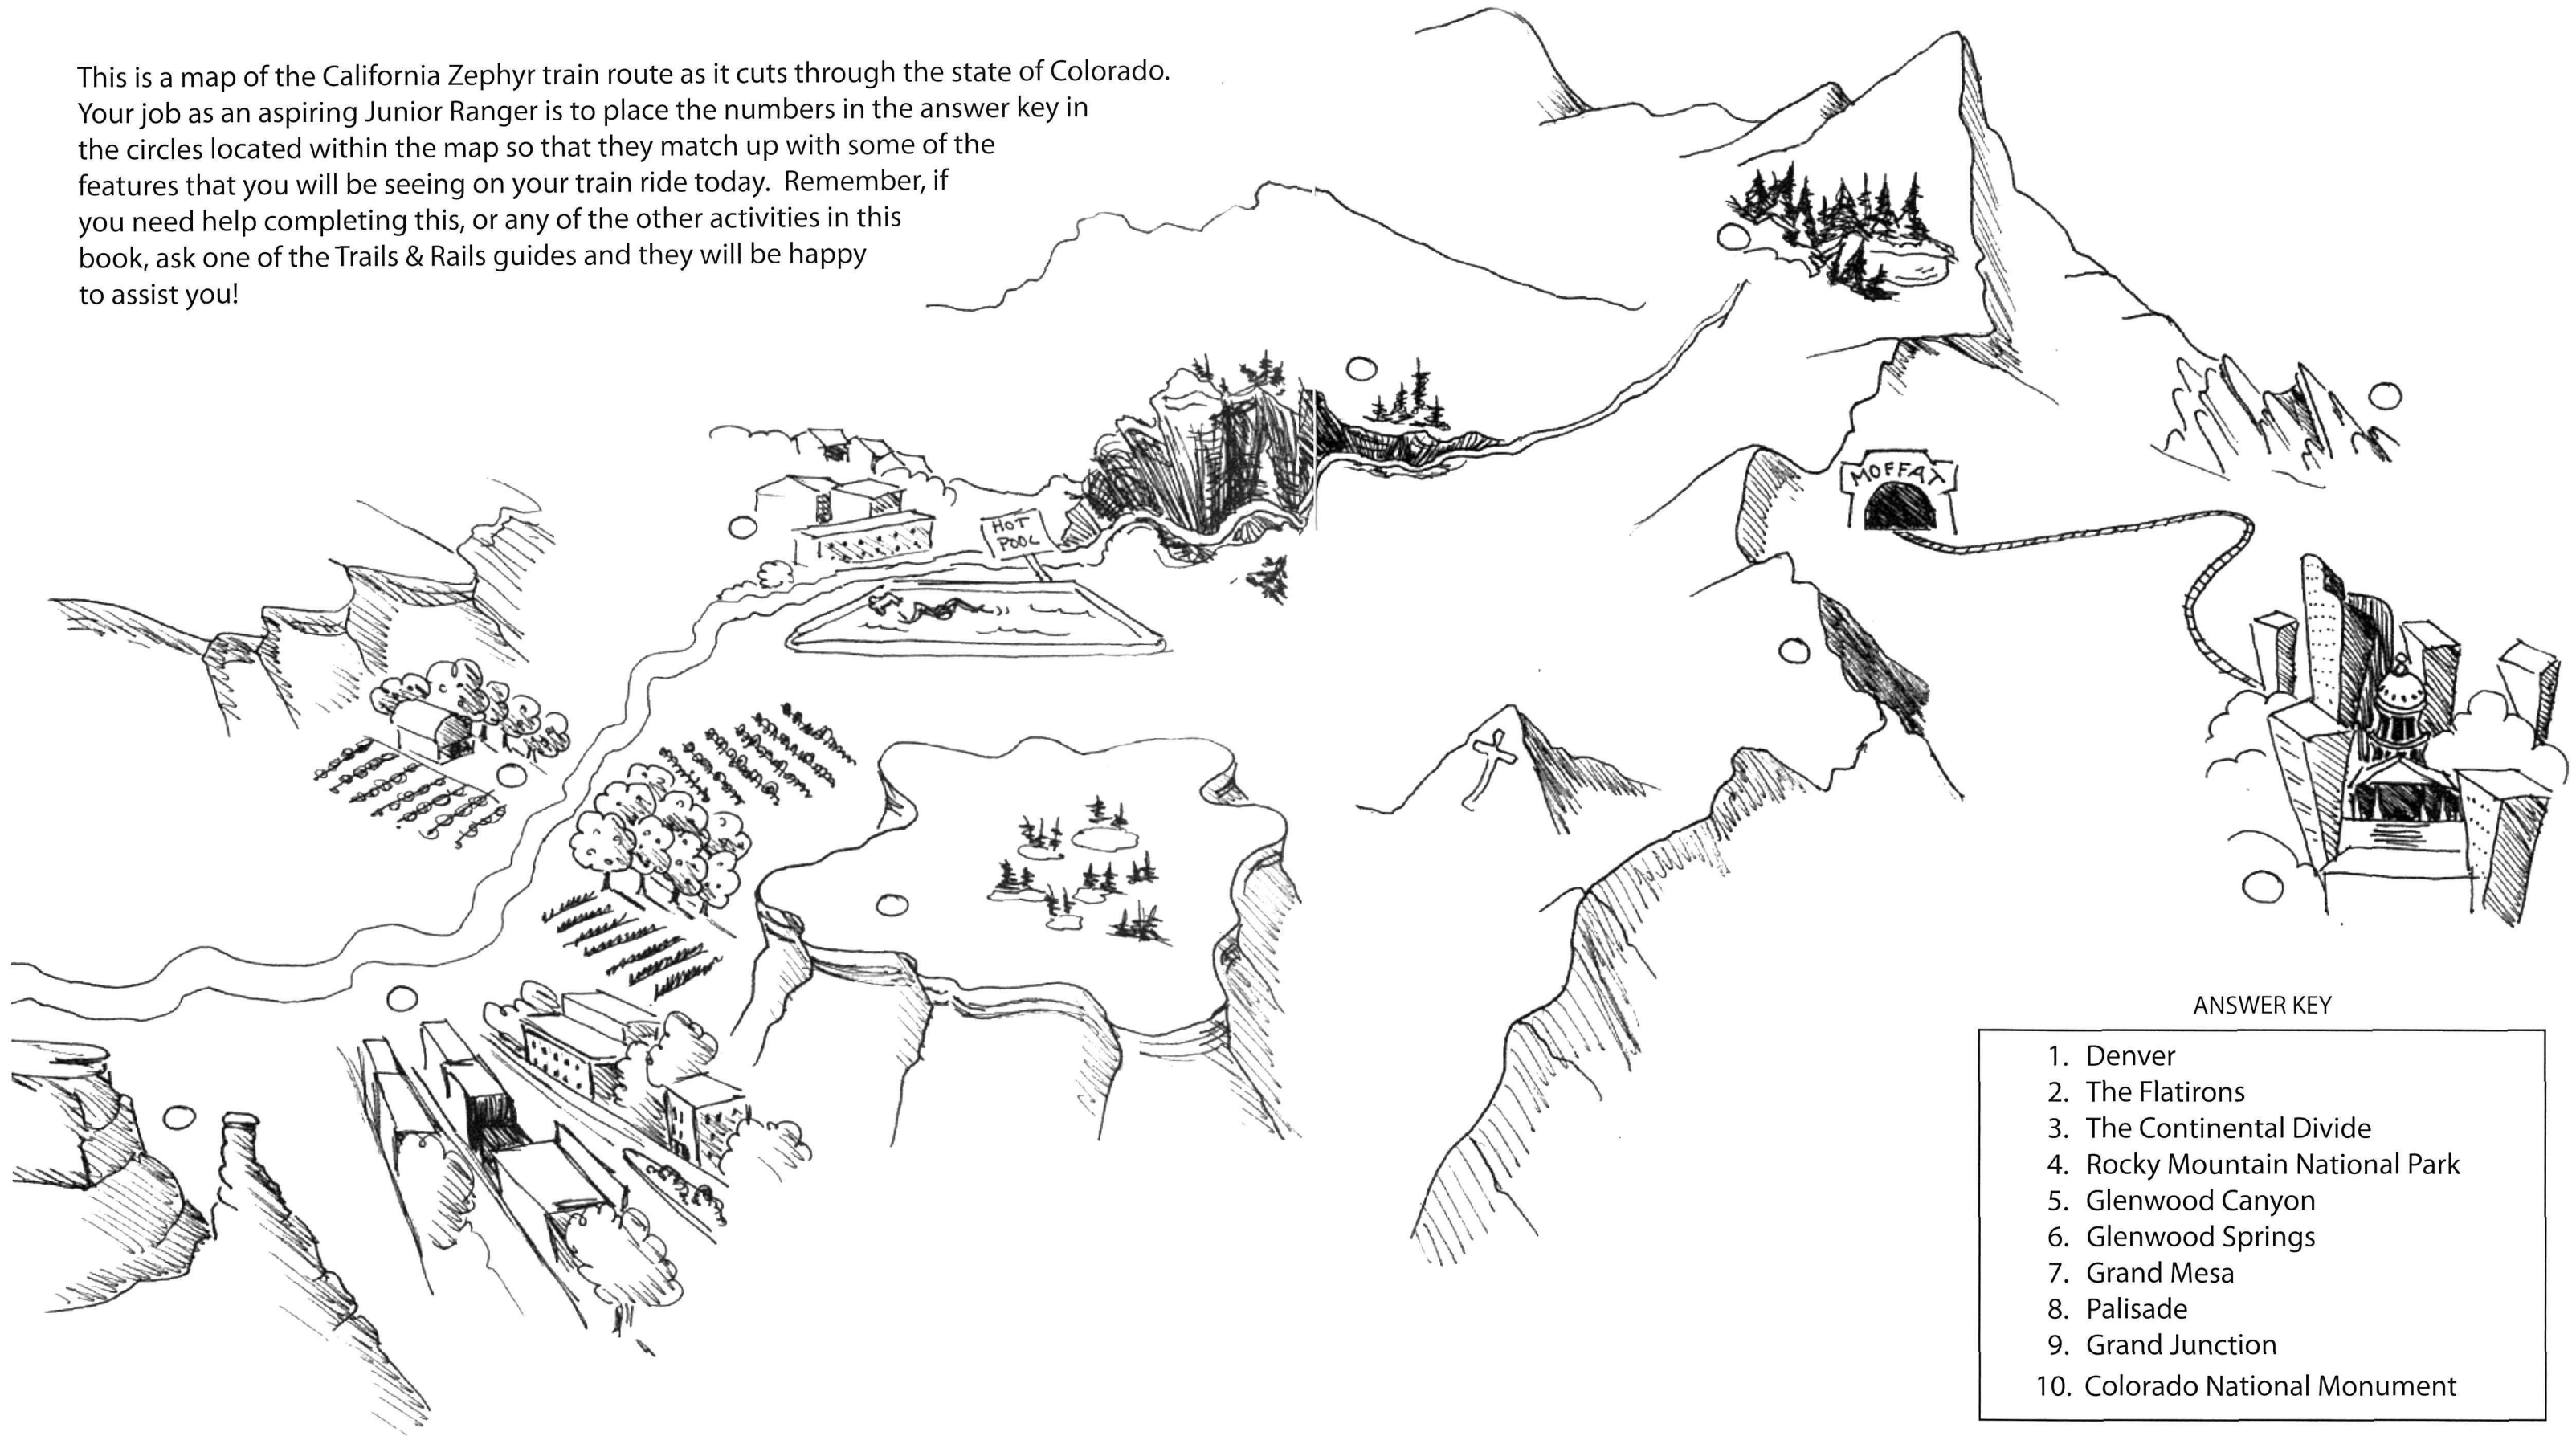 This is a map of the California Zephyr train route as it cuts through the state of Colorado.
Your job as an aspiring Junior Ranger is to place the numbers in the answer key in
the circles located within the map so that they match up with some of the
features that you will be seeing on your train ride today.  Remember, if
you need help completing this, or any of the other activities in this
book, ask one of the Trails & Rails guides and they will be happy
to assist you!
MOFFAT
HOT
POOL
ANSWER KEY
1. Denver
2. The Flatirons
3. The Continental Divide
4. Rocky Mountain National Park
5. Glenwood Canyon
6. Glenwood Springs
7. Grand Mesa
8. Palisade
9. Grand Junction
10. Colorado National Monument